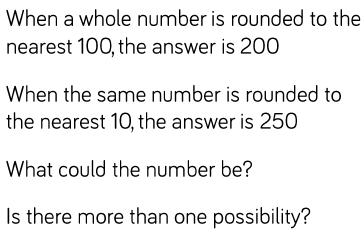 When a whole number is rounded to the
nearest 100, the answer is 200
When the same number is rounded to
the nearest 10, the answer is 250
What could the number be?
Is there more than one possibility?